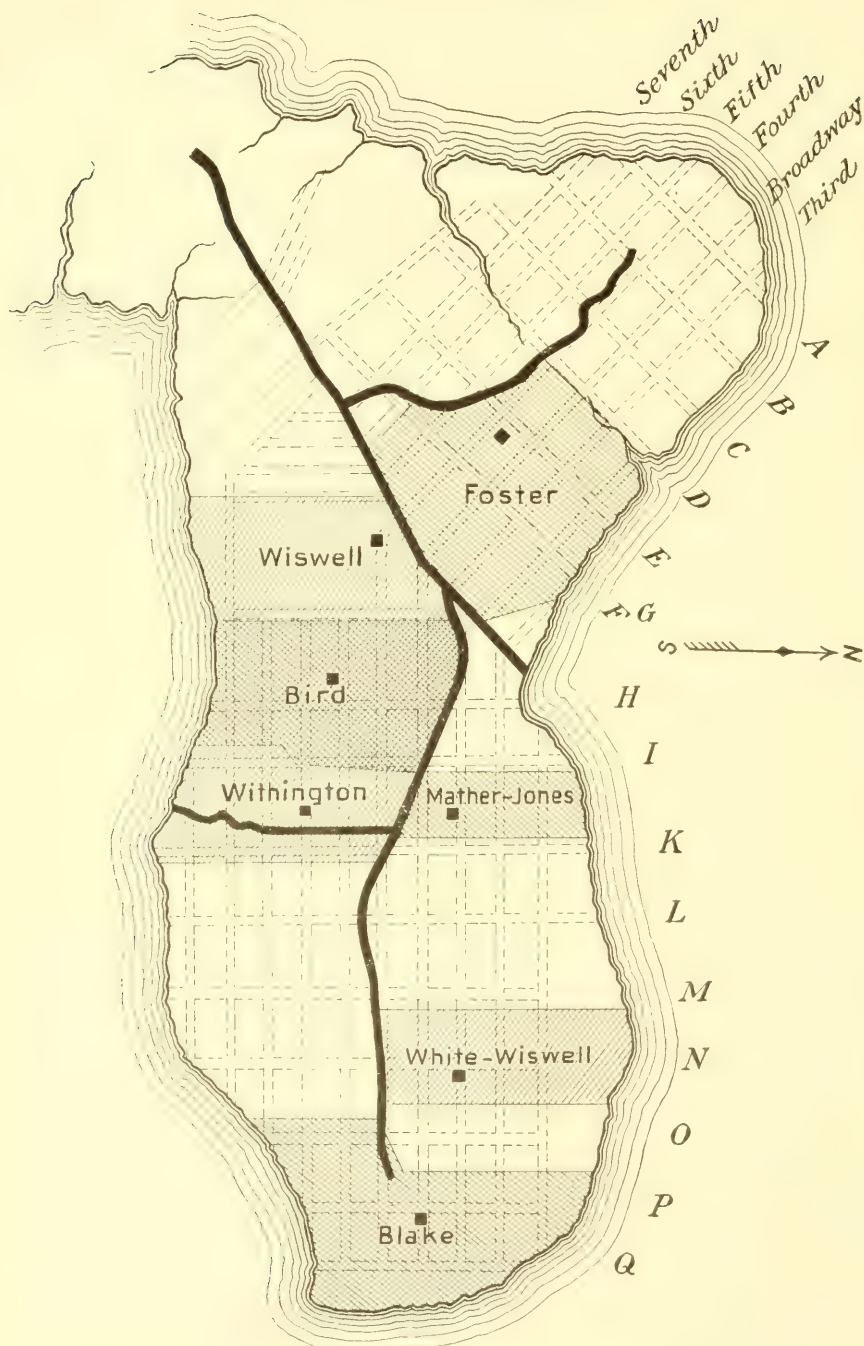 Seventh
Sixth
Fifth
Fourth
Broadway
Third
A
B
C
D
E
F
G
H
I
K
L
M
N
O
P
Q
S
N
Foster
Wiswell
Bird
Withington
Mather-Jones
White-Wiswell
Blake